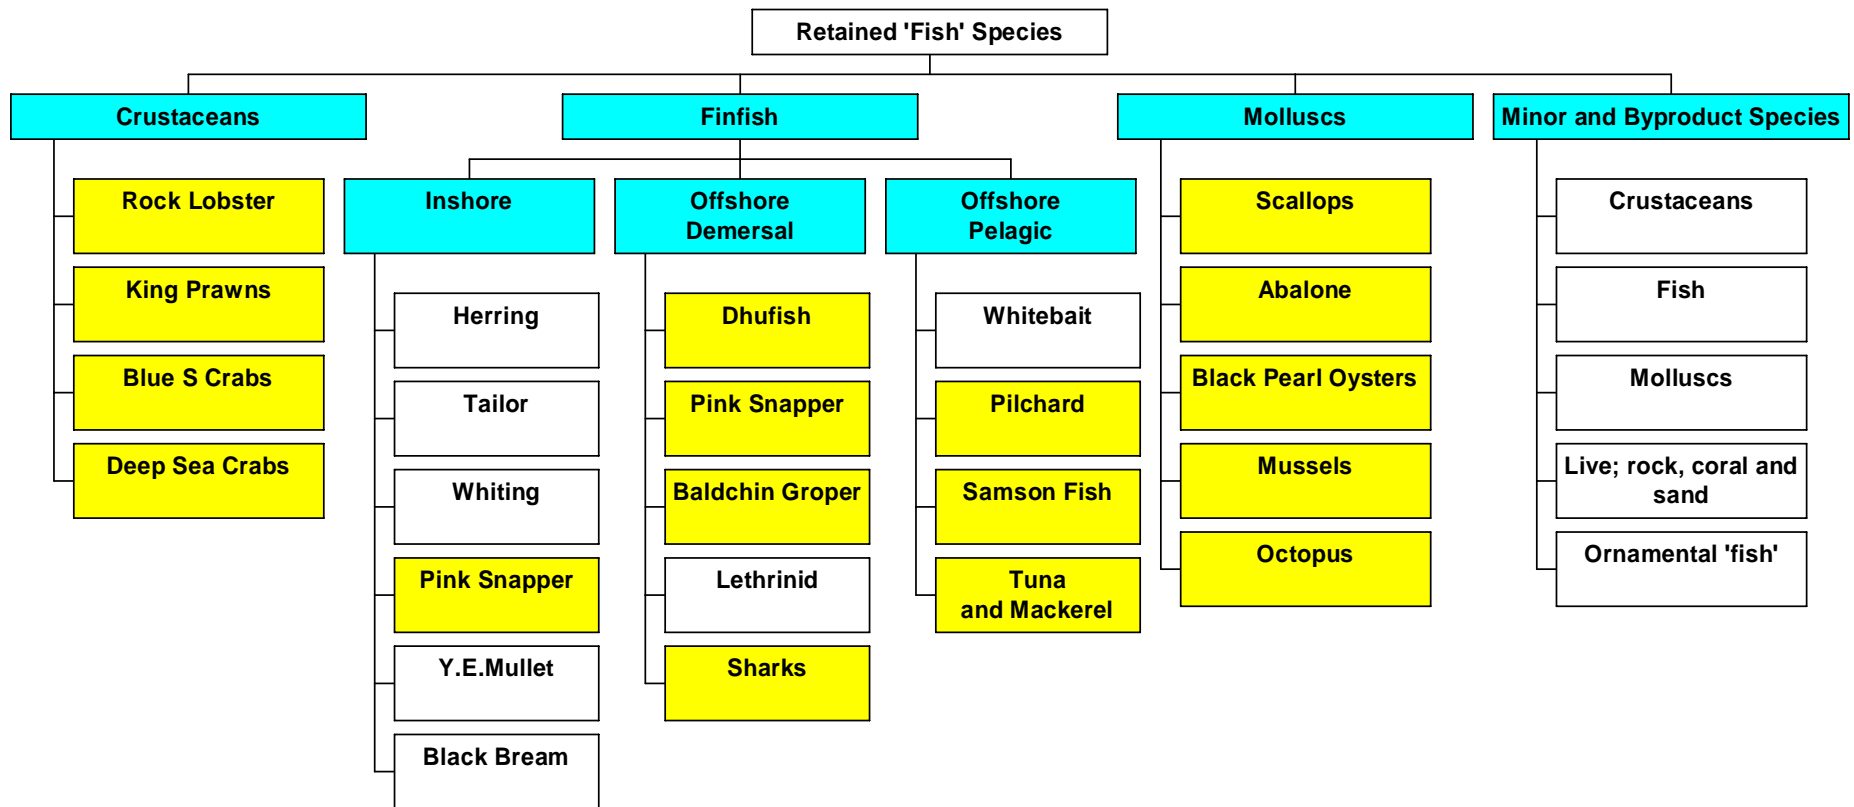 Retained 'Fish' Species
Crustaceans
Finfish
Molluscs
Minor and Byproduct Species
Rock Lobster
King Prawns
Blue S Crabs
Deep Sea Crabs
Inshore
Herring
Tailor
Whiting
Pink Snapper
Y.E.Mullet
Black Bream
Offshore
Demersal
Dhufish
Pink Snapper
Baldchin Groper
Lethrinid
Sharks
Offshore
Pelagic
Whitebait
Pilchard
Samson Fish
Tuna
and Mackerel
Scallops
Abalone
Black Pearl Oysters
Mussels
Octopus
Crustaceans
Fish
Molluscs
Live; rock, coral and
sand
Ornamental 'fish'